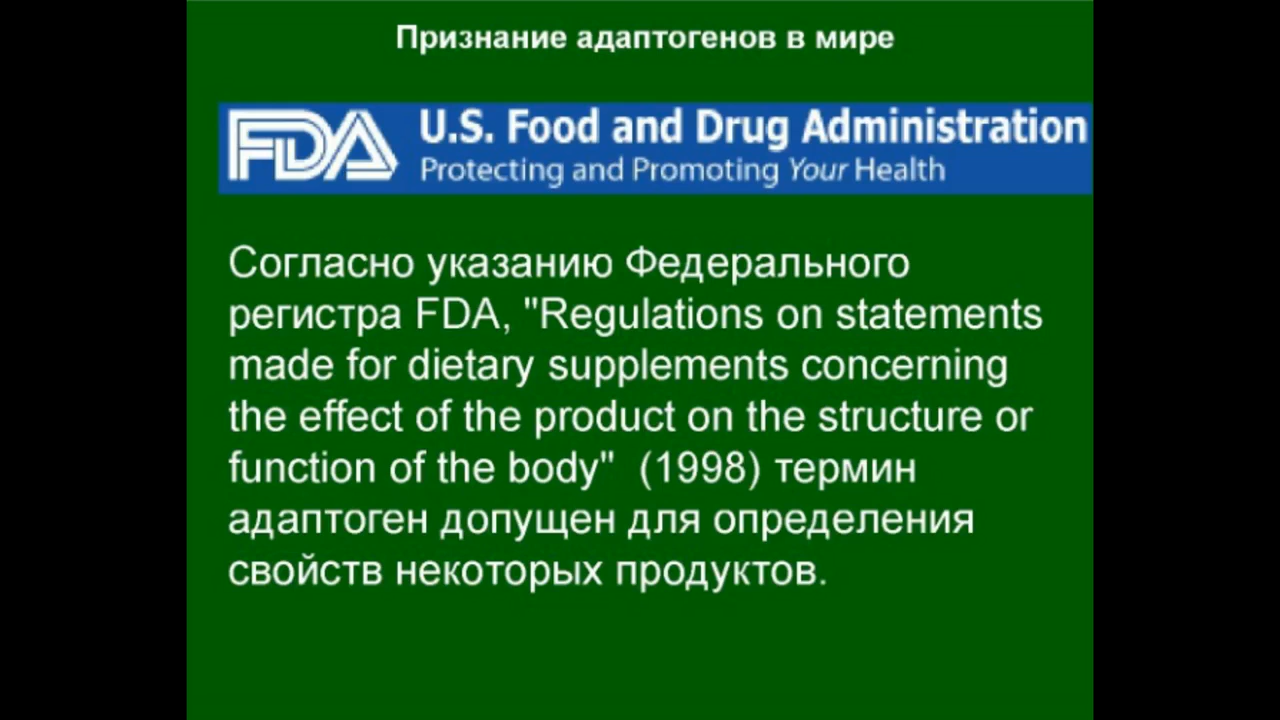 Признание адаптогенов в мире
FDA U.S. Food and Drug Administration
Protecting and Promoting Your Health
Согласно указанию Федерального
регистра FDA, "Regulations on statements
made for dietary supplements concerning
the effect of the product on the structure or
function of the body" (1998) термин
адаптоген допущен для определения
свойств некоторых продуктов.